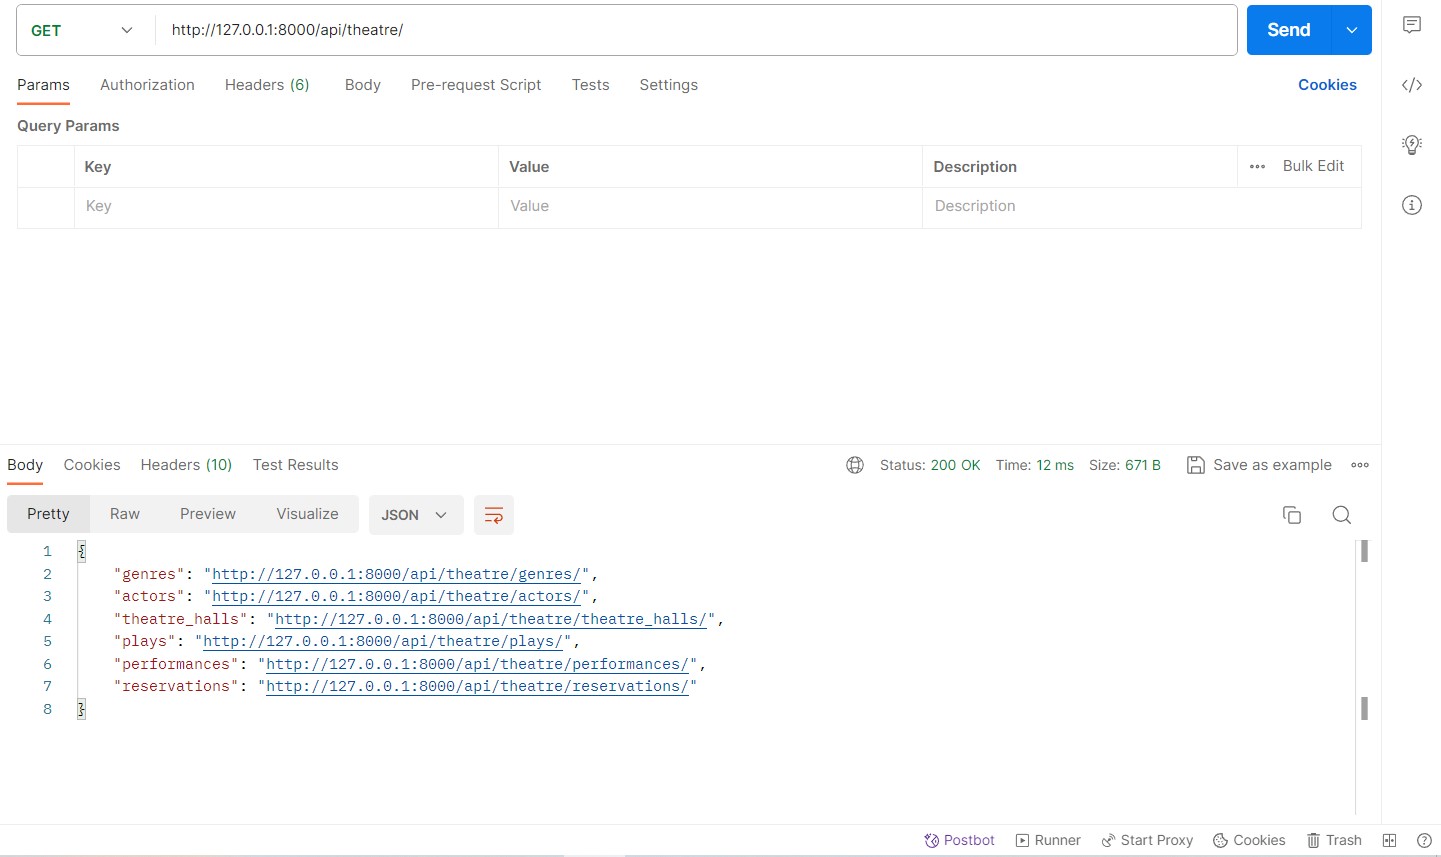 GET http://127.0.0.1:8000/api/theatre/ Send
Params Authorization Headers (6) Body Pre-request Script Tests Settings Cookies
Query Params
Key Value Description Bulk Edit
Key Value Description
Body Cookies Headers (10) Test Results Status: 200 OK Time: 12 ms Size: 671 B Save as example
Pretty Raw Preview Visualize JSON
1 {
2 "genres": "http://127.0.0.1:8000/api/theatre/genres/",
3 "actors": "http://127.0.0.1:8000/api/theatre/actors/",
4 "theatre_halls": "http://127.0.0.1:8000/api/theatre/theatre_halls/",
5 "plays": "http://127.0.0.1:8000/api/theatre/plays/",
6 "performances": "http://127.0.0.1:8000/api/theatre/performances/",
7 "reservations": "http://127.0.0.1:8000/api/theatre/reservations/"
8 }
Postbot Runner Start Proxy Cookies Trash